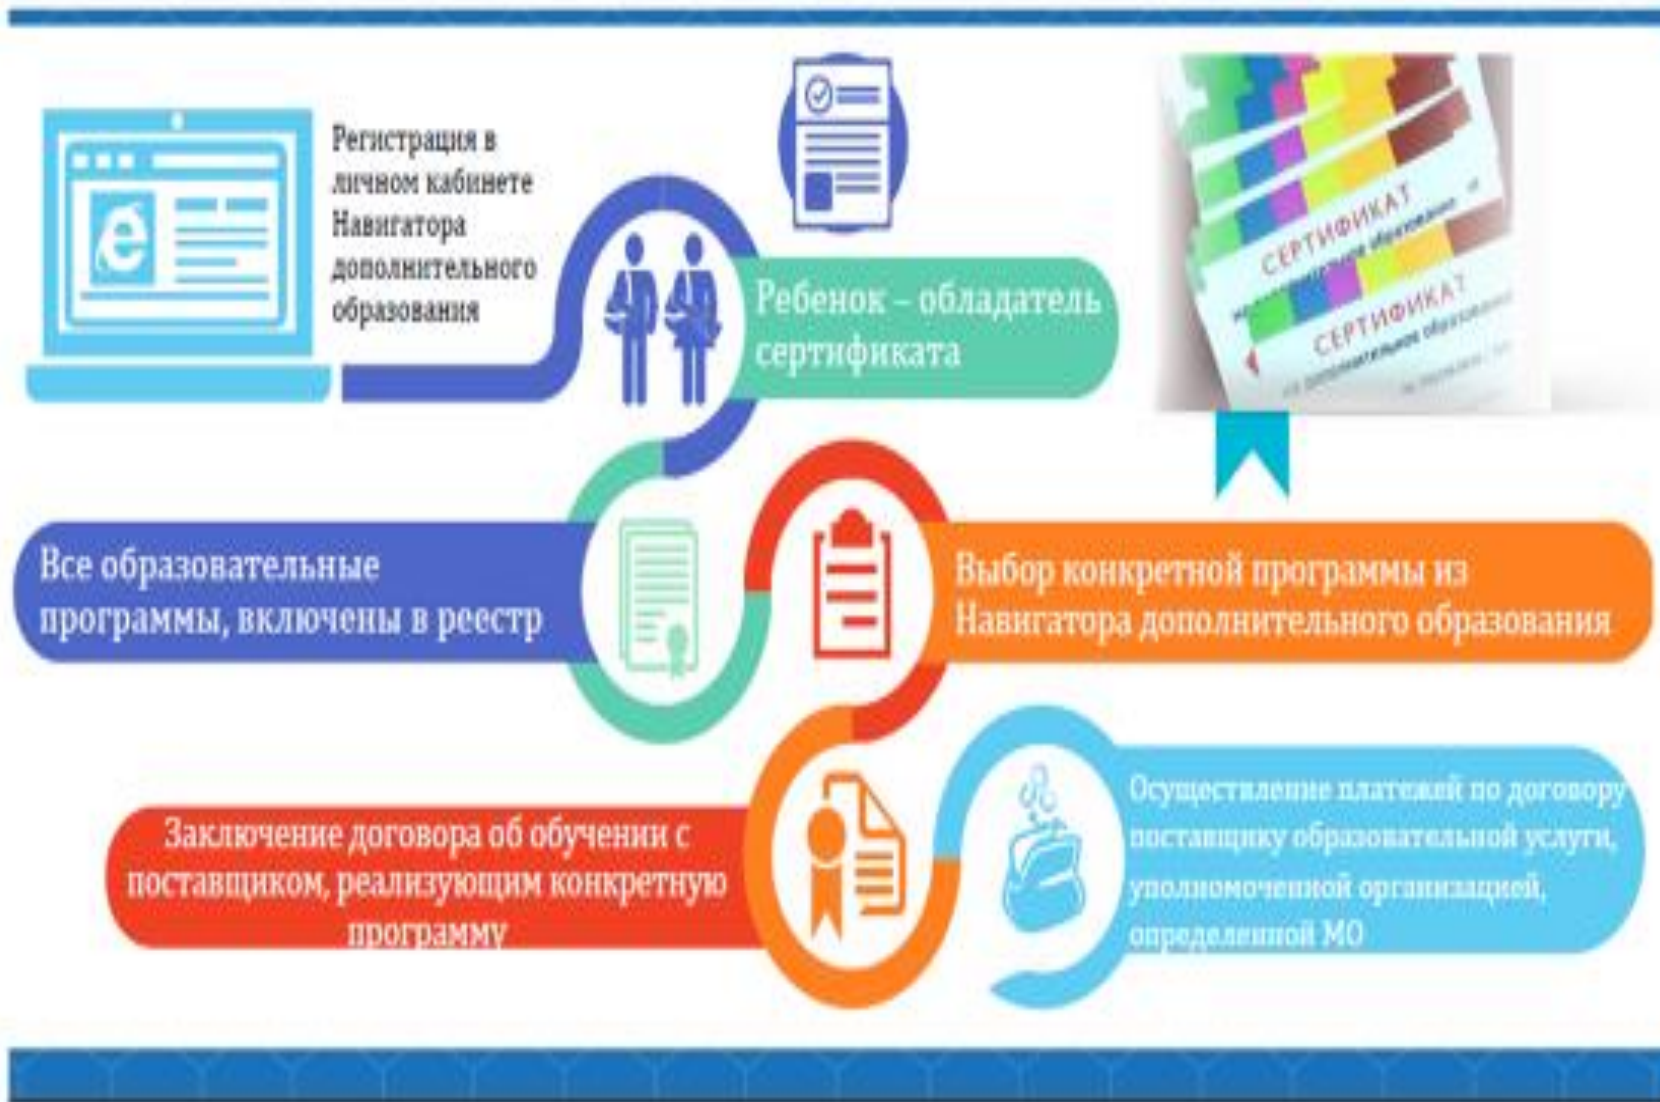 Регистрация в
личном кабинете
Навигатора
дополнительного
образования
Ребенок – обладатель
сертификата
СЕРТИФИКАТ
образование
СЕРТИФИКАТ
Все образовательные
программы, включены в реестр
Выбор конкретной программы из
Навигатора дополнительного образования
Заключение договора об обучении с
поставщиком, реализующим конкретную
программу
Осуществление платежей по договору
поставщику образовательной услуги,
уполномоченной организацией,
определенной МО